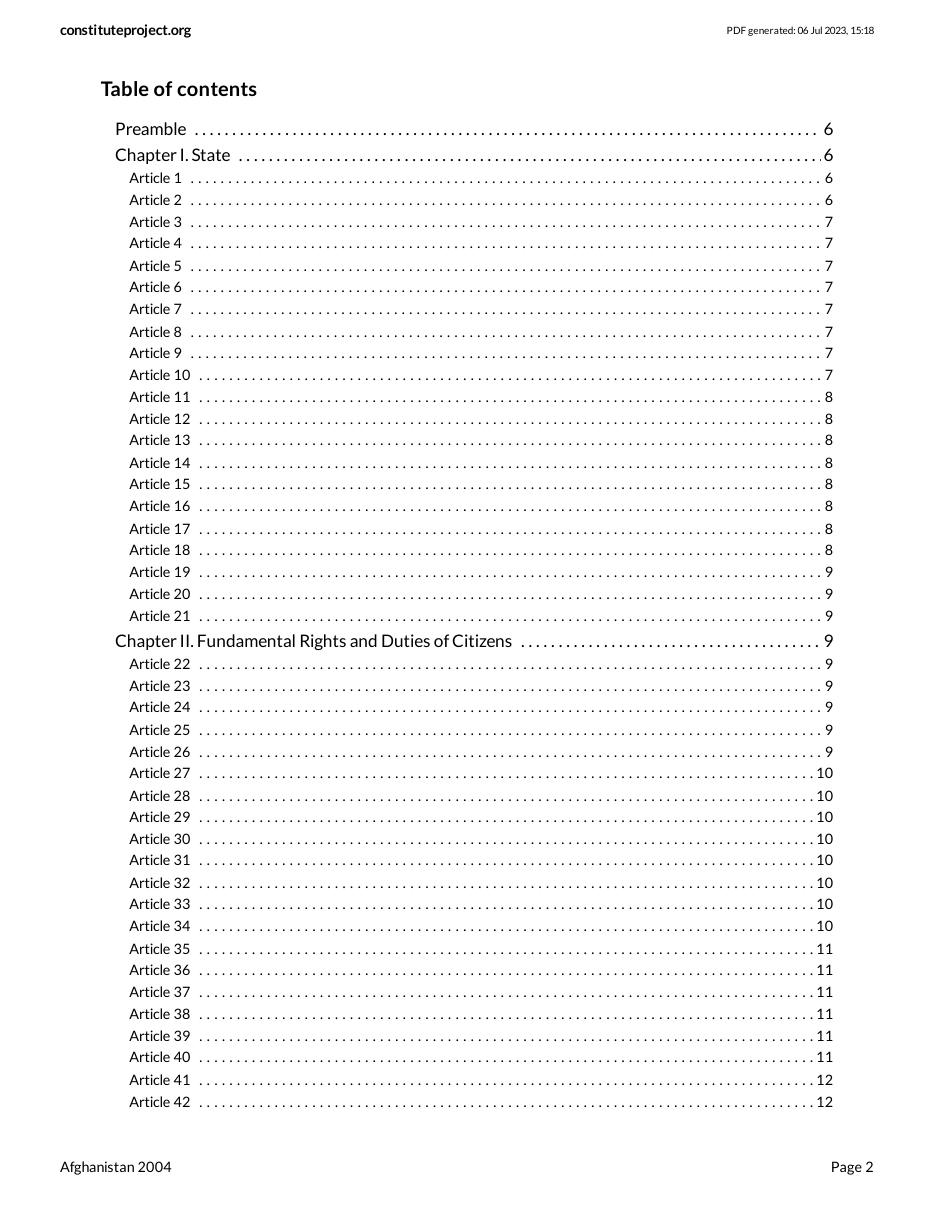 constituteproject.org
PDF generated: 06 Jul 2023, 15:18
Table of contents
Preamble . . . . . . . . . . . . . . . . . . . . 6
Chapter I. State . . . . . . . . . . . . . . . . . . . . 6
Article 1 . . . . . . . . . . . . . . . . . . . . 6
Article 2 . . . . . . . . . . . . . . . . . . . . 6
Article 3 . . . . . . . . . . . . . . . . . . . . 7
Article 4 . . . . . . . . . . . . . . . . . . . . 7
Article 5 . . . . . . . . . . . . . . . . . . . . 7
Article 6 . . . . . . . . . . . . . . . . . . . . 7
Article 7 . . . . . . . . . . . . . . . . . . . . 7
Article 8 . . . . . . . . . . . . . . . . . . . . 7
Article 9 . . . . . . . . . . . . . . . . . . . . 7
Article 10 . . . . . . . . . . . . . . . . . . . . 7
Article 11 . . . . . . . . . . . . . . . . . . . . 8
Article 12 . . . . . . . . . . . . . . . . . . . . 8
Article 13 . . . . . . . . . . . . . . . . . . . . 8
Article 14 . . . . . . . . . . . . . . . . . . . . 8
Article 15 . . . . . . . . . . . . . . . . . . . . 8
Article 16 . . . . . . . . . . . . . . . . . . . . 8
Article 17 . . . . . . . . . . . . . . . . . . . . 8
Article 18 . . . . . . . . . . . . . . . . . . . . 8
Article 19 . . . . . . . . . . . . . . . . . . . . 9
Article 20 . . . . . . . . . . . . . . . . . . . . 9
Article 21 . . . . . . . . . . . . . . . . . . . . 9
Chapter II. Fundamental Rights and Duties of Citizens . . . . . . . . . . . . . . . . . . . . 9
Article 22 . . . . . . . . . . . . . . . . . . . . 9
Article 23 . . . . . . . . . . . . . . . . . . . . 9
Article 24 . . . . . . . . . . . . . . . . . . . . 9
Article 25 . . . . . . . . . . . . . . . . . . . . 9
Article 26 . . . . . . . . . . . . . . . . . . . . 9
Article 27 . . . . . . . . . . . . . . . . . . . . 10
Article 28 . . . . . . . . . . . . . . . . . . . . 10
Article 29 . . . . . . . . . . . . . . . . . . . . 10
Article 30 . . . . . . . . . . . . . . . . . . . . 10
Article 31 . . . . . . . . . . . . . . . . . . . . 10
Article 32 . . . . . . . . . . . . . . . . . . . . 10
Article 33 . . . . . . . . . . . . . . . . . . . . 10
Article 34 . . . . . . . . . . . . . . . . . . . . 10
Article 35 . . . . . . . . . . . . . . . . . . . . 11
Article 36 . . . . . . . . . . . . . . . . . . . . 11
Article 37 . . . . . . . . . . . . . . . . . . . . 11
Article 38 . . . . . . . . . . . . . . . . . . . . 11
Article 39 . . . . . . . . . . . . . . . . . . . . 11
Article 40 . . . . . . . . . . . . . . . . . . . . 11
Article 41 . . . . . . . . . . . . . . . . . . . . 12
Article 42 . . . . . . . . . . . . . . . . . . . . 12
Afghanistan 2004
Page 2